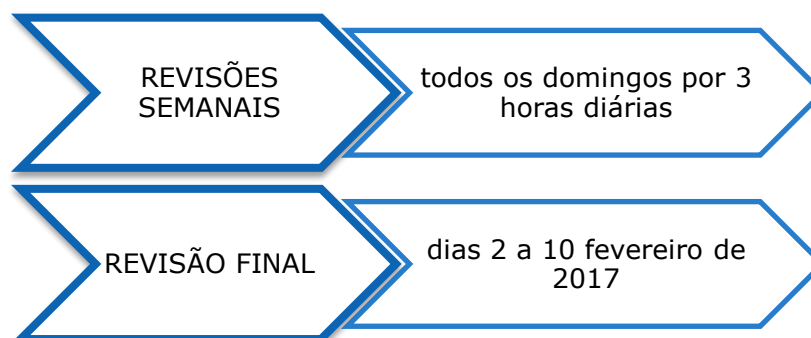 REVISÕES
SEMANAIS
todos os domingos por 3
horas diárias
REVISÃO FINAL
dias 2 a 10 fevereiro de
2017